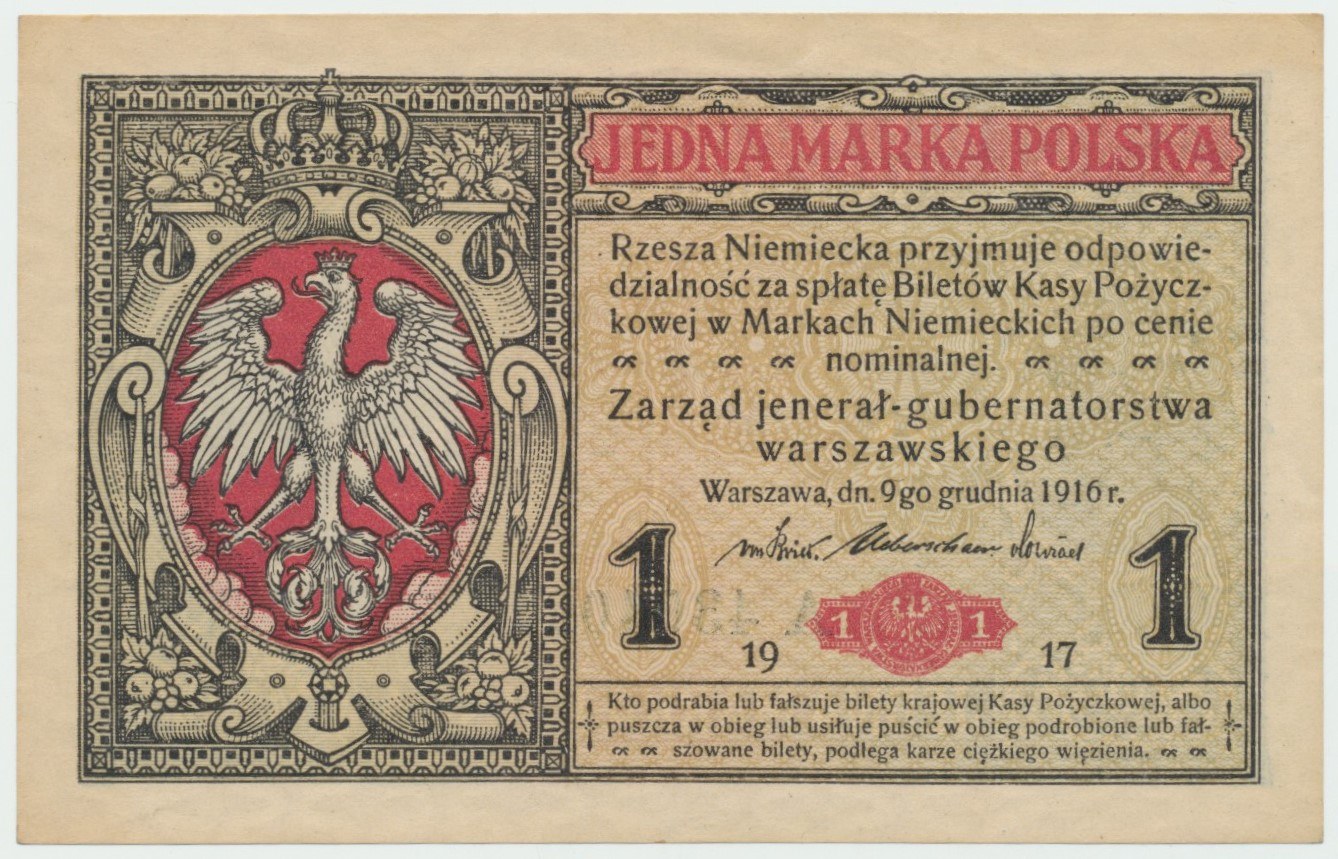 JEDNA MARKA POLSKA
Rzesza Niemiecka przyjmuje odpowie-
dzialność za spłatę Biletów Kasy Pożycz-
kowej w Markach Niemieckich po cenie
nominalnej.
Zarząd jenerał-gubernatorstwa
warszawskiego
Warszawa, dn. 9go grudnia 1916 r.
1 1
1 1
19 17
Kto podrabia lub fałszuje bilety krajowej Kasy Pożyczkowej, albo
puszcza w obieg lub usiłuje puścić w obieg podrobione lub fał-
szowane bilety, podlega karze ciężkiego więzienia.